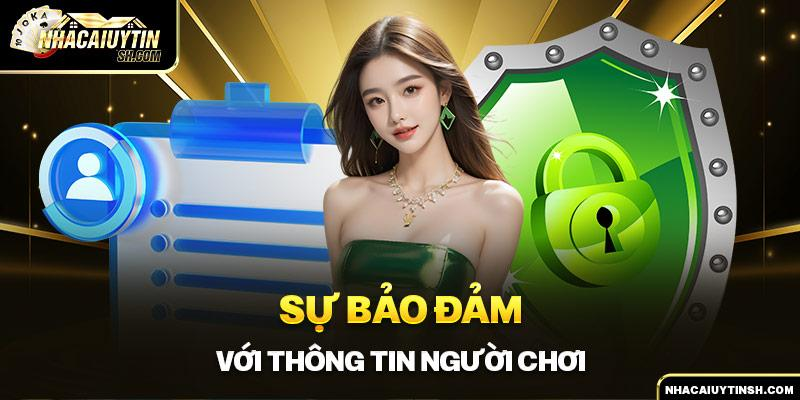 NHACAIUYTIN
SH.COM
SỰ BẢO ĐẢM
VỚI THÔNG TIN NGƯỜI CHƠI
NHACAIUYTINSH.COM